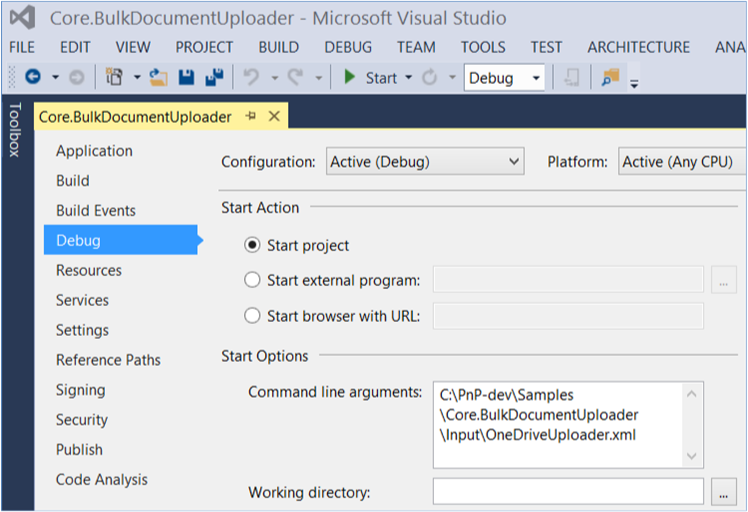 Core.BulkDocumentUploader - Microsoft Visual Studio
FILE EDIT VIEW PROJECT BUILD DEBUG TEAM TOOLS TEST ARCHITECTURE ANA
Start Debug
Toolbox
Core.BulkDocumentUploader
Application
Build
Build Events
Debug
Resources
Services
Settings
Reference Paths
Signing
Security
Publish
Code Analysis
Configuration: Active (Debug) Platform: Active (Any CPU)
Start Action
Start project
Start external program: ...
Start browser with URL:
Start Options
Command line arguments: C:\PnP-dev\Samples
\Core.BulkDocumentUploader
\Input\OneDriveUploader.xml
Working directory: ...